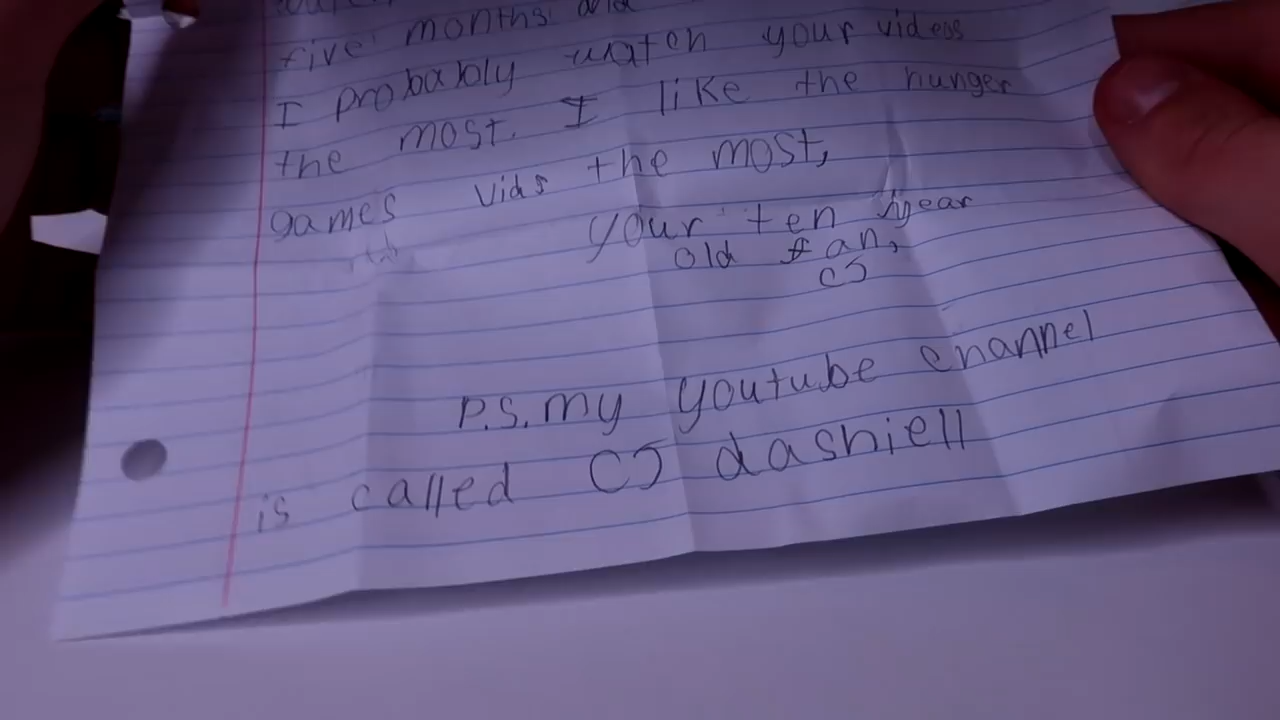 five months and
I probably watch your videos
the most. I like the hunger
games vids the most,
your ten year
old fan,
CJ
P.S. my youtube channel
is called CJ dashiell